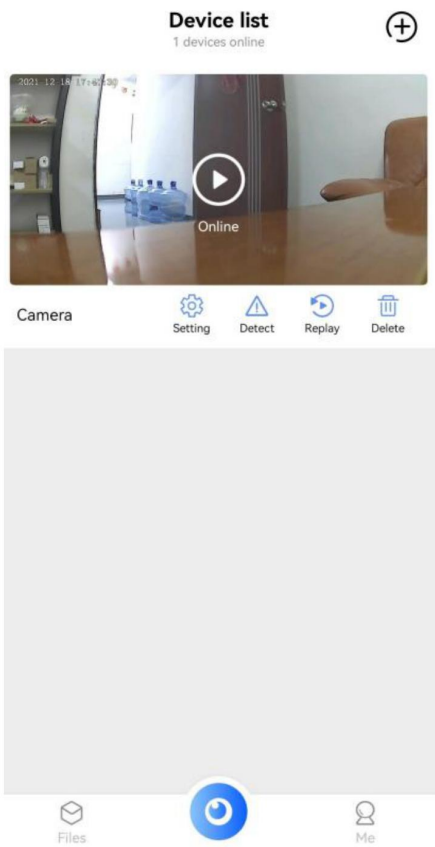 Device list
1 devices online
Online
Camera
Setting
Detect
Replay
Delete
Files
Me